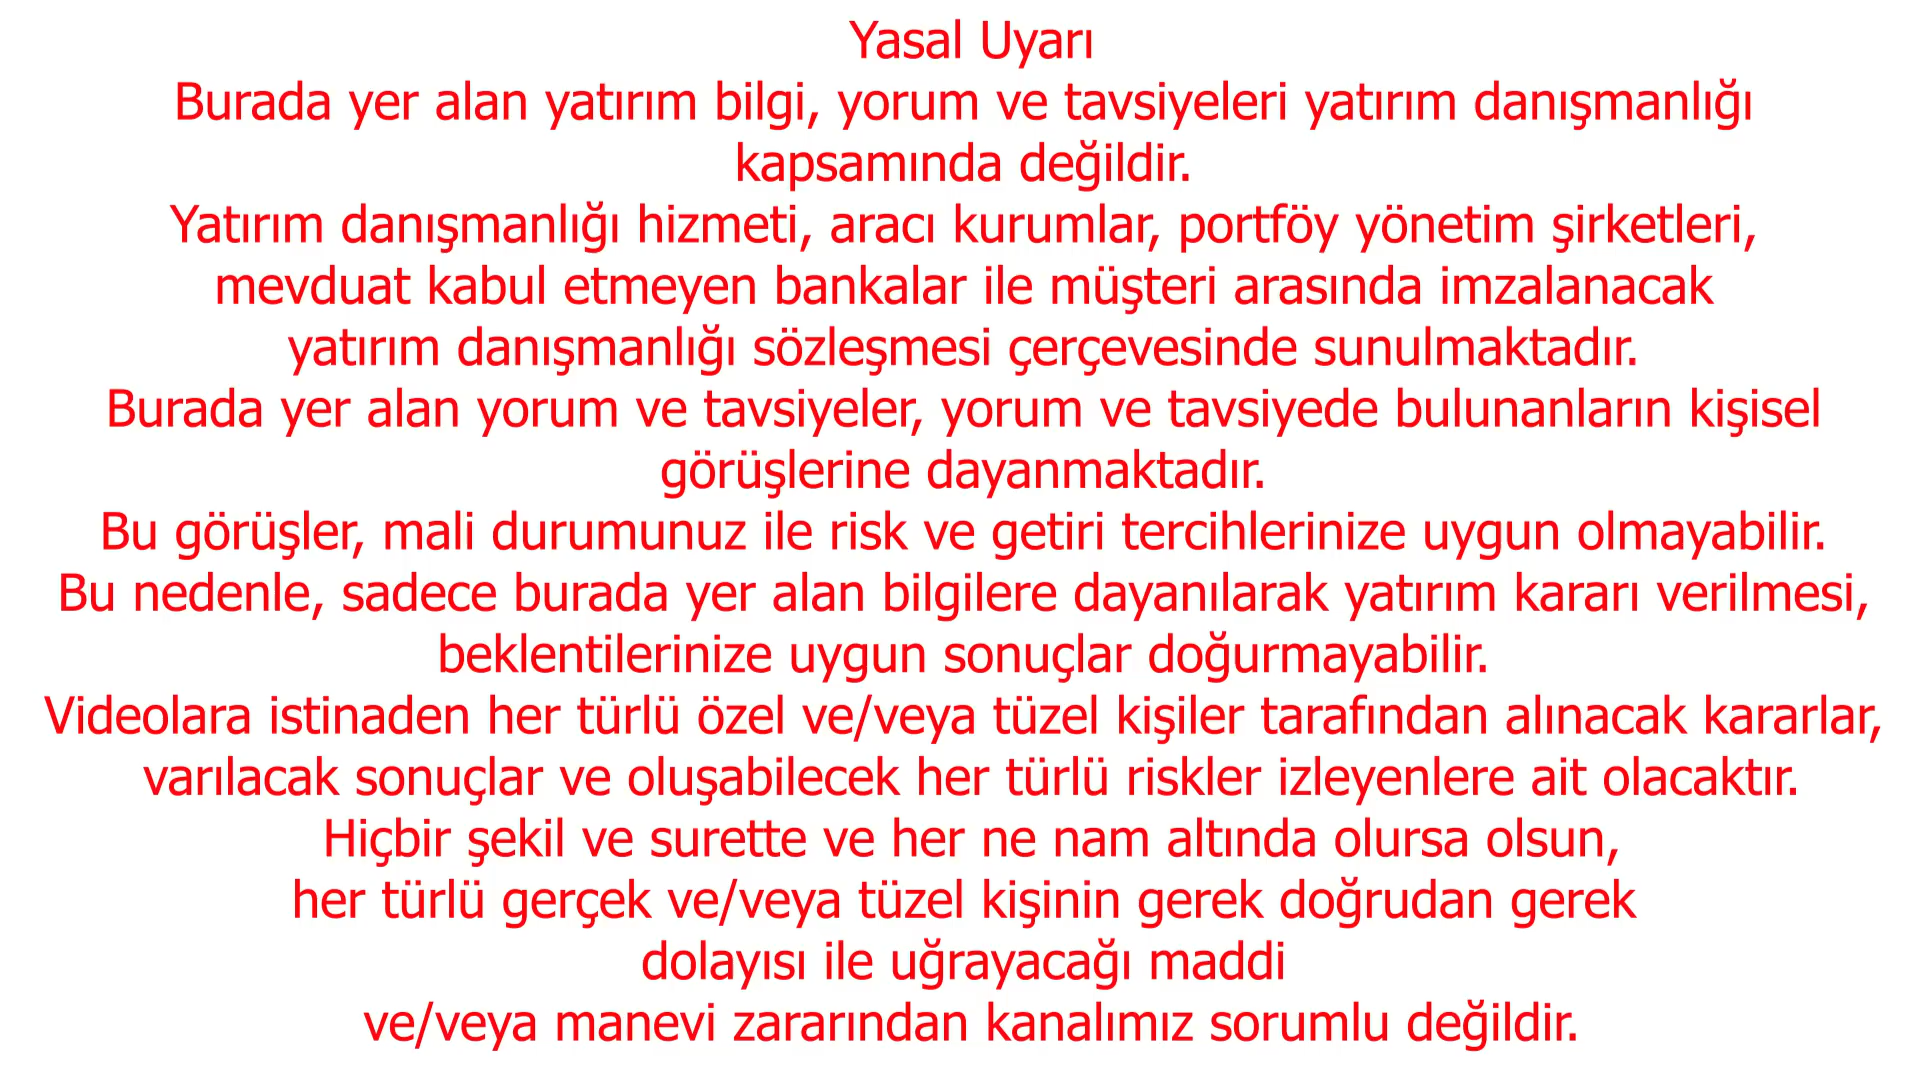 Yasal Uyarı
Burada yer alan yatırım bilgi, yorum ve tavsiyeleri yatırım danışmanlığı
kapsamında değildir.
Yatırım danışmanlığı hizmeti, aracı kurumlar, portföy yönetim şirketleri,
mevduat kabul etmeyen bankalar ile müşteri arasında imzalanacak
yatırım danışmanlığı sözleşmesi çerçevesinde sunulmaktadır.
Burada yer alan yorum ve tavsiyeler, yorum ve tavsiyede bulunanların kişisel
görüşlerine dayanmaktadır.
Bu görüşler, mali durumunuz ile risk ve getiri tercihlerinize uygun olmayabilir.
Bu nedenle, sadece burada yer alan bilgilere dayanılarak yatırım kararı verilmesi,
beklentilerinize uygun sonuçlar doğurmayabilir.
Videolara istinaden her türlü özel ve/veya tüzel kişiler tarafından alınacak kararlar,
varılacak sonuçlar ve oluşabilecek her türlü riskler izleyenlere ait olacaktır.
Hiçbir şekil ve surette ve her ne nam altında olursa olsun,
her türlü gerçek ve/veya tüzel kişinin gerek doğrudan gerek
dolayısı ile uğrayacağı maddi
ve/veya manevi zararından kanalımız sorumlu değildir.